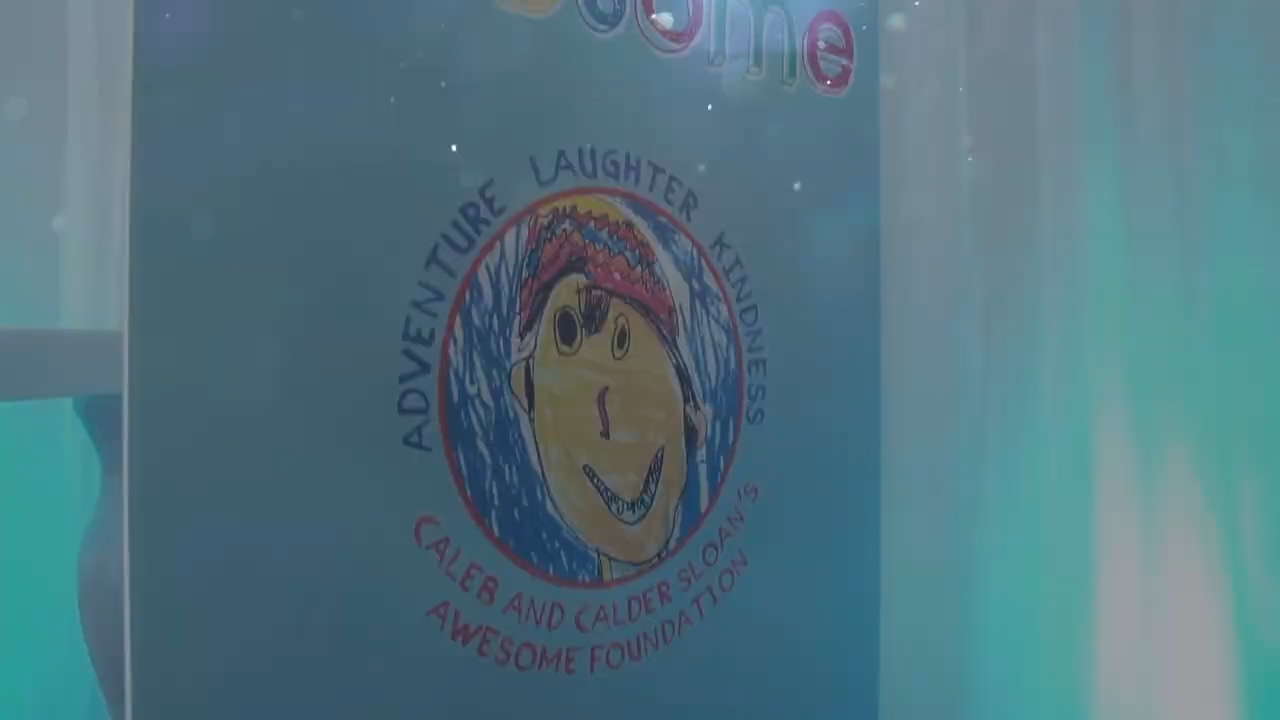 ADVENTURE LAUGHTER KINDNESS
CALEB AND CALDER SLOAN'S
AWESOME FOUNDATION